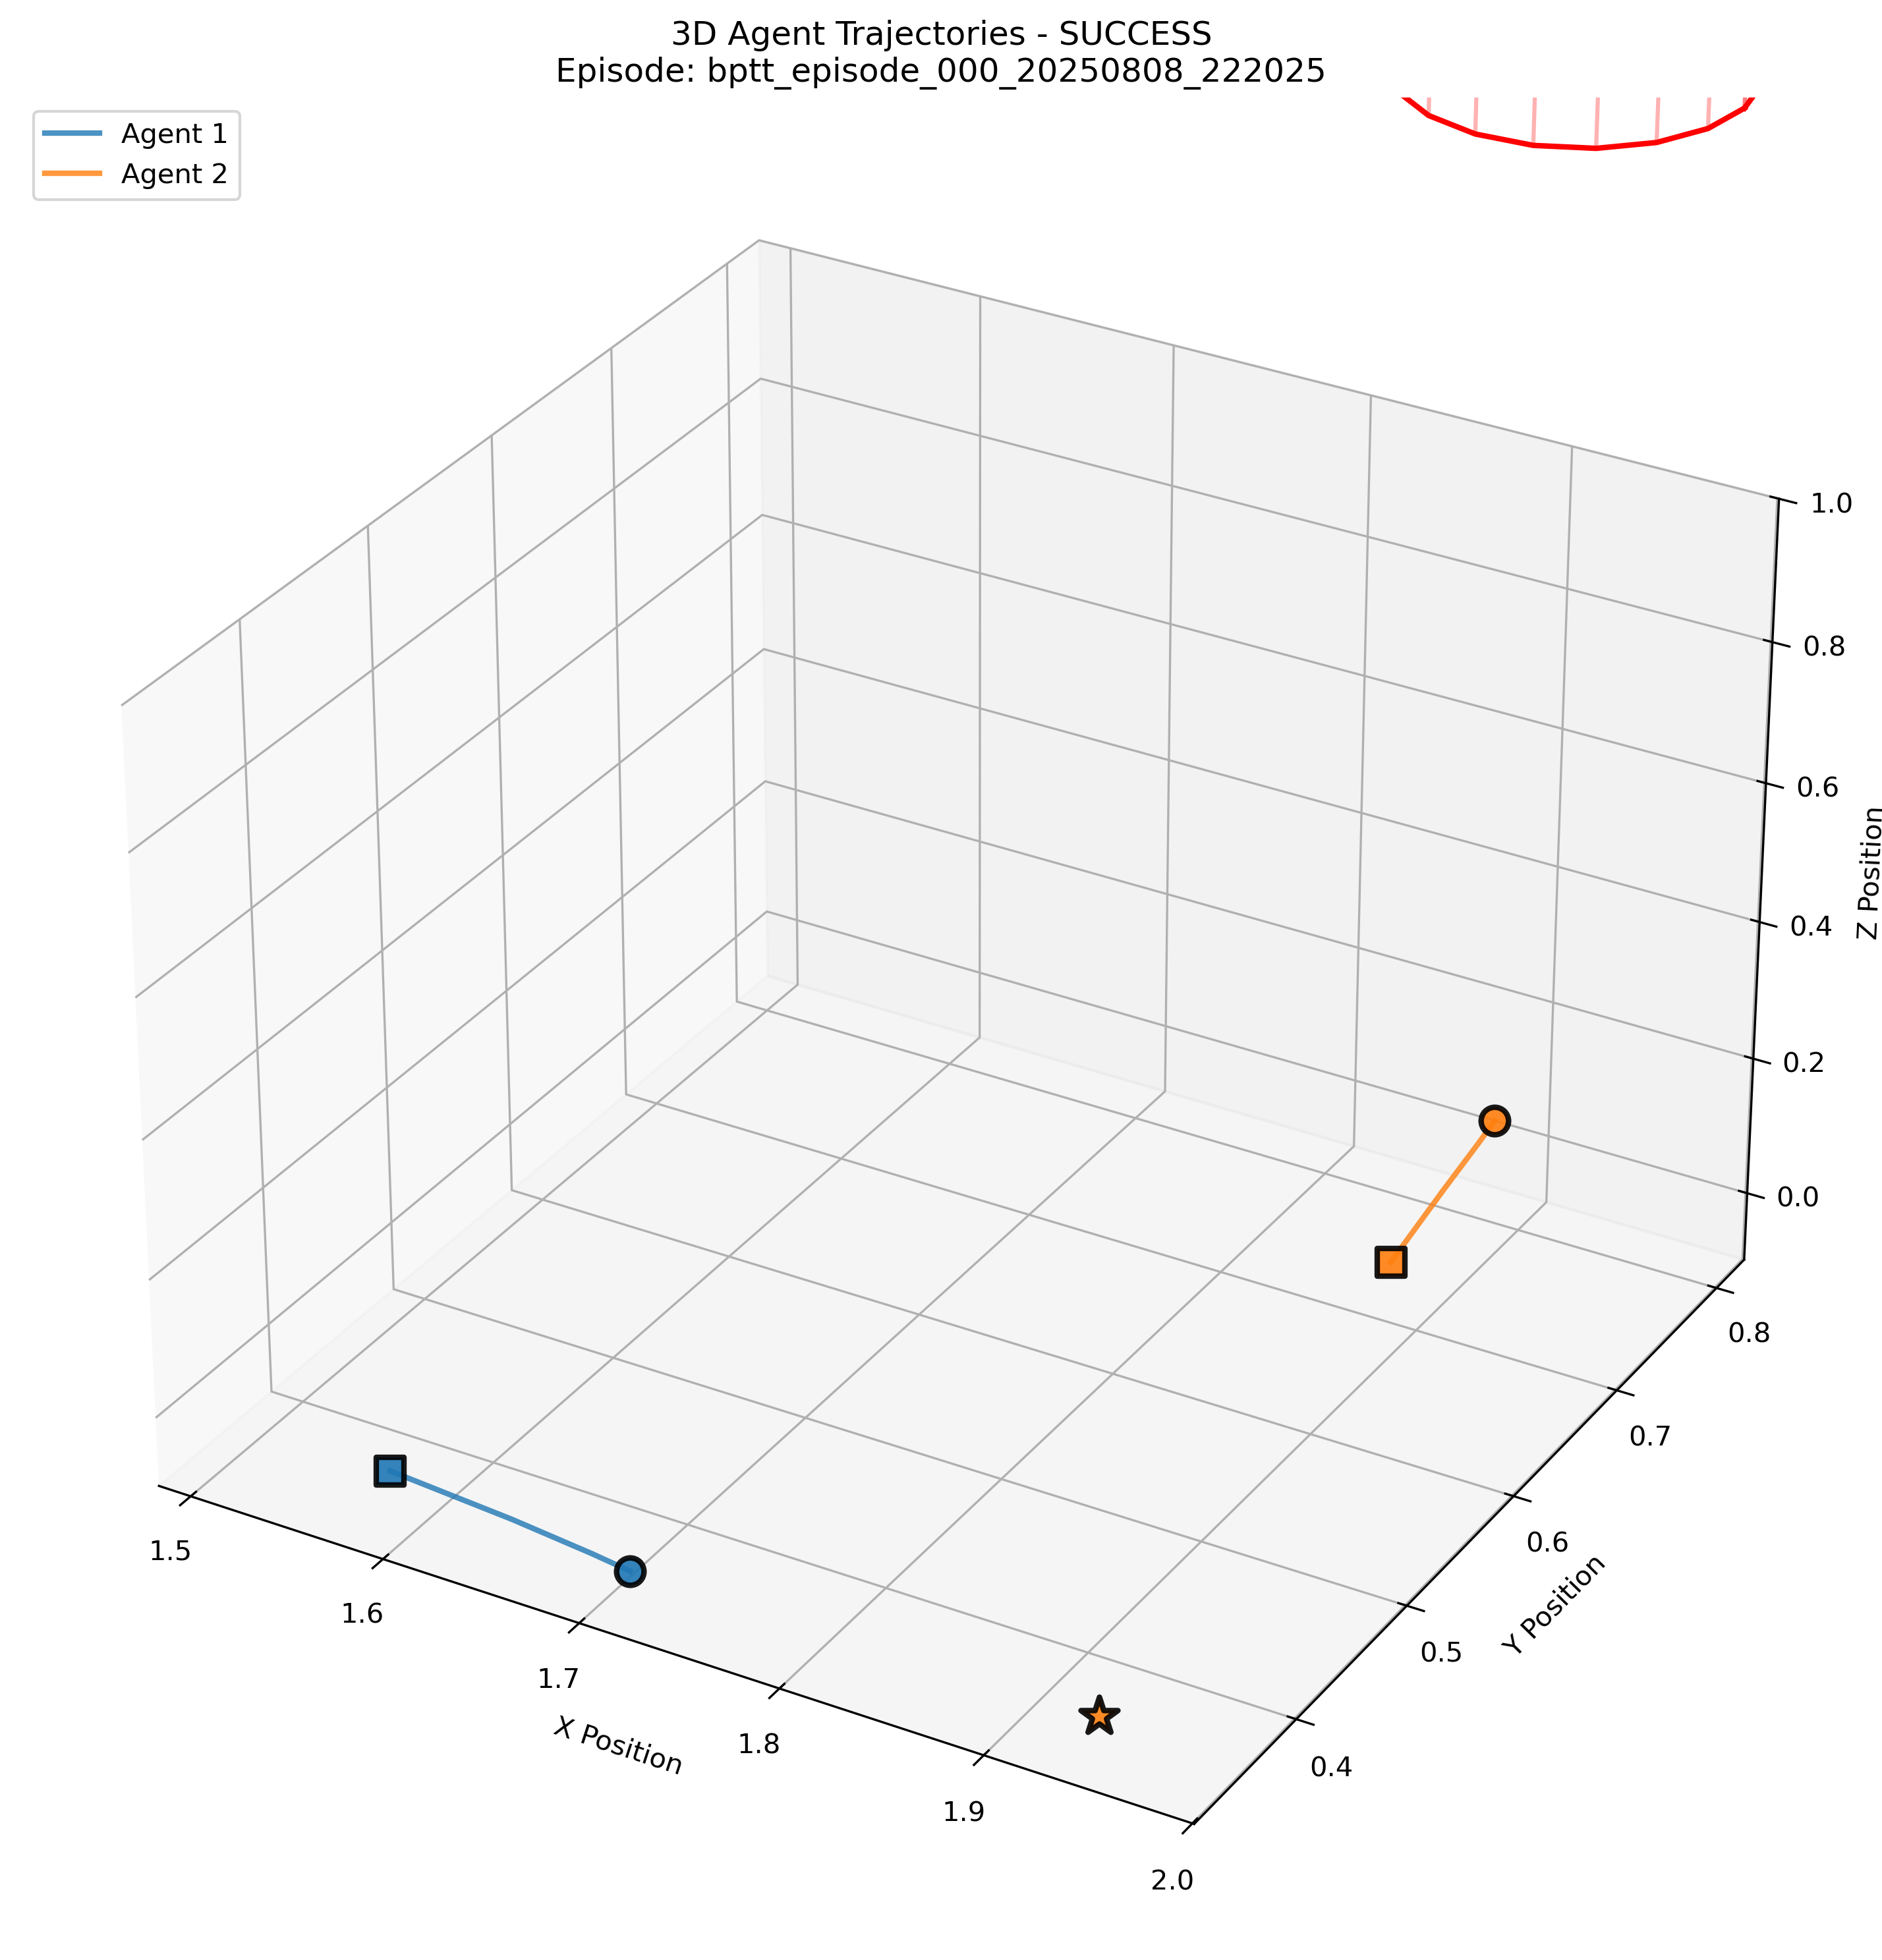 3D Agent Trajectories - SUCCESS
Episode: bptt_episode_000_20250808_222025
Agent 1
Agent 2
1.0
0.8
0.6
0.4
0.2
0.0
Z Position
0.8
0.7
0.6
0.5
0.4
Y Position
1.5
1.6
1.7
1.8
1.9
2.0
X Position